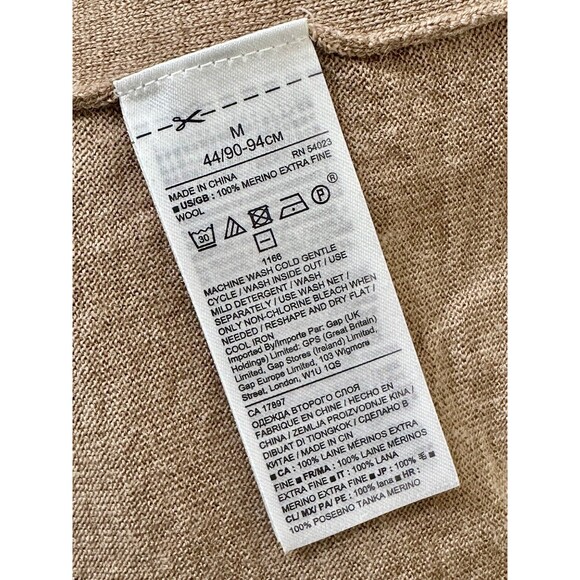 M
44/90-94CM
RN 54023
MADE IN CHINA
■ US/GB : 100% MERINO EXTRA FINE
WOOL
30 P ®
1166
MACHINE WASH COLD GENTLE
CYCLE / WASH INSIDE OUT / USE
MILD DETERGENT / WASH
SEPARATELY / USE WASH NET /
ONLY NON-CHLORINE BLEACH WHEN
NEEDED / RESHAPE AND DRY FLAT /
COOL IRON
Imported By/Importe Par: Gap (UK
Holdings) Limited: GPS (Great Britain)
Limited, Gap Stores (Ireland) Limited,
Gap Europe Limited, 103 Wigmore
Street, London, W1U 1QS
CA 17897
ОДЕЖДА ВТОРОГО СЛОЯ
FABRIQUE EN CHINE / HECHO EN
CHINA / ZEMLJA PROIZVODNJE KINA /
DIBUAT DI TIONGKOK / СДЕЛАНО В
КИТАЕ / MADE IN CIN
■ CA : 100% LAINE MÉRINOS EXTRA
FINE ■ FR/MA : 100% LAINE MÉRINOS
EXTRA FINE ■ IT : 100% LANA
MERINO EXTRA FINE ■ JP : 100% 毛 ■
CL/ MX/ PA/ PE : 100% lana ■ HR :
100% POSEBNO TANKA MERINO